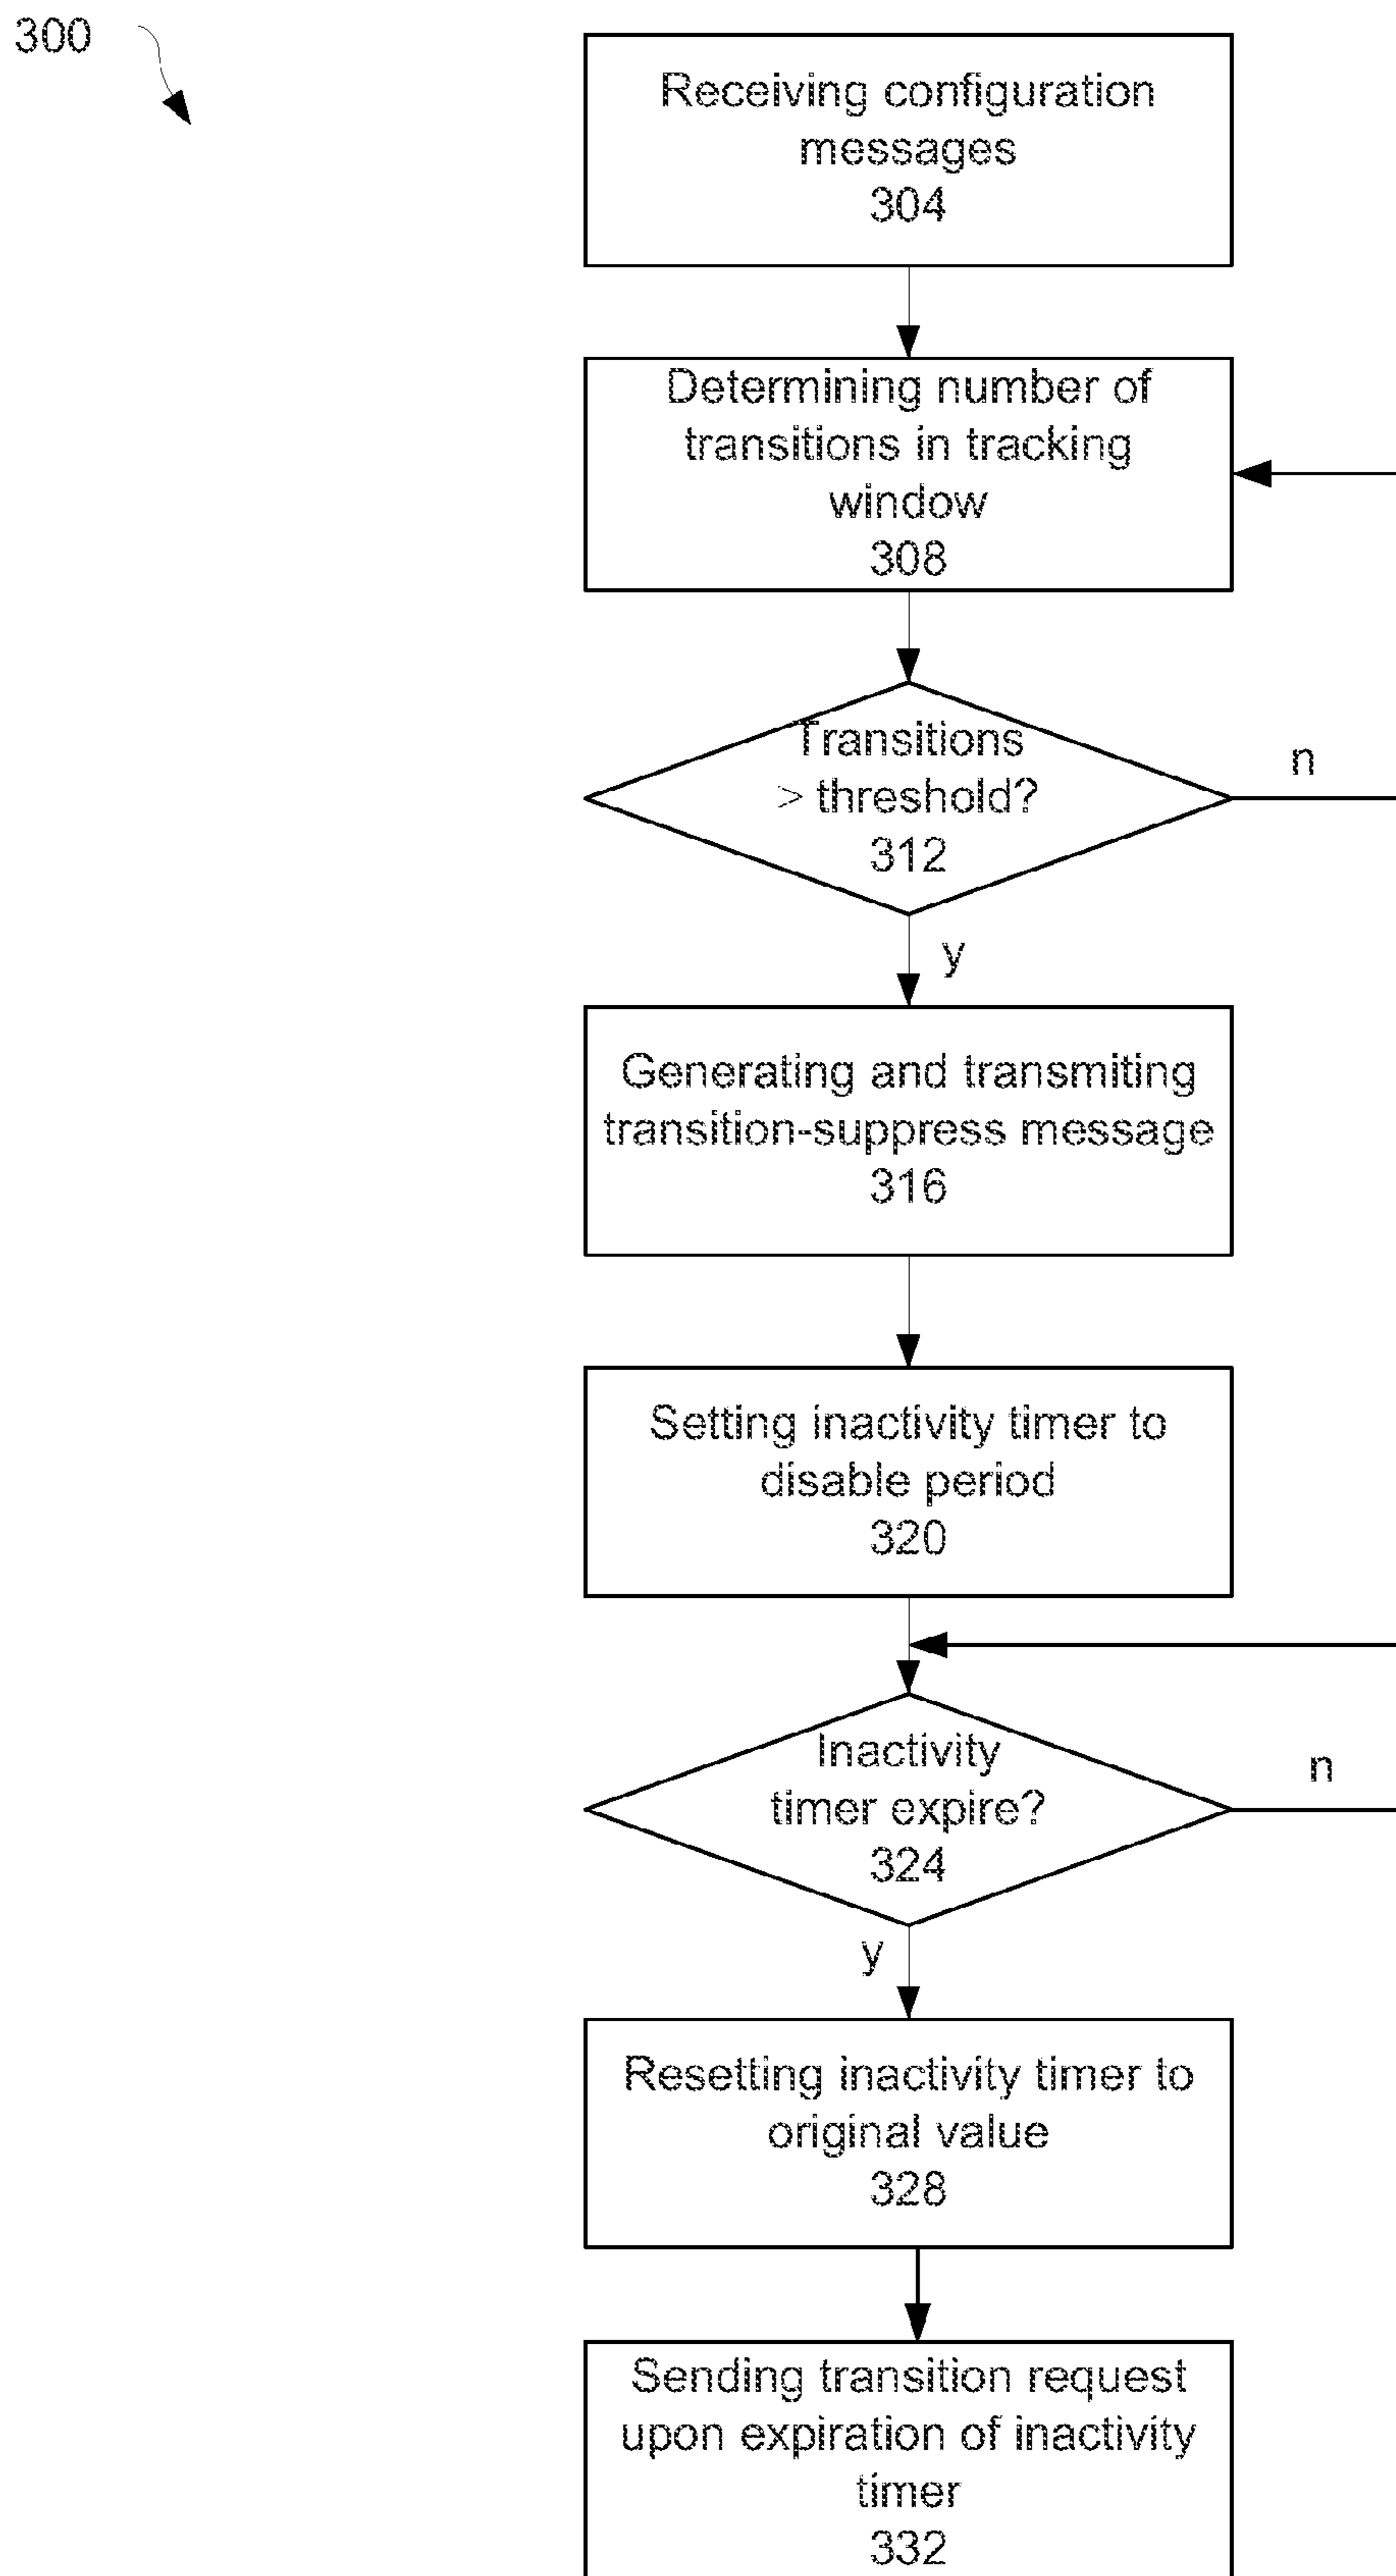 300
Receiving configuration
messages
304
Determining number of
transitions in tracking
window
308
Transitions
> threshold?
312
n
y
Generating and transmiting
transition-suppress message
316
Setting inactivity timer to
disable period
320
Inactivity
timer expire?
324
n
y
Resetting inactivity timer to
original value
328
Sending transition request
upon expiration of inactivity
timer
332